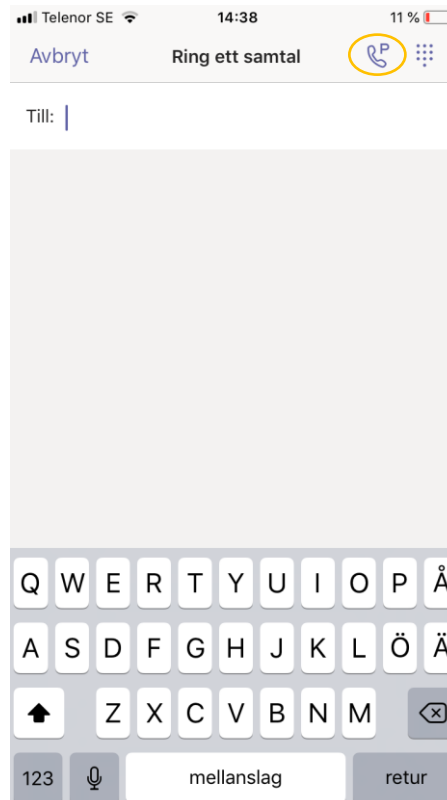 Telenor SE 14:38 11 %
Avbryt Ring ett samtal P
Till:
Q W E R T Y U I O P Å
A S D F G H J K L Ö Ä
Z X C V B N M
123 mellanslag retur